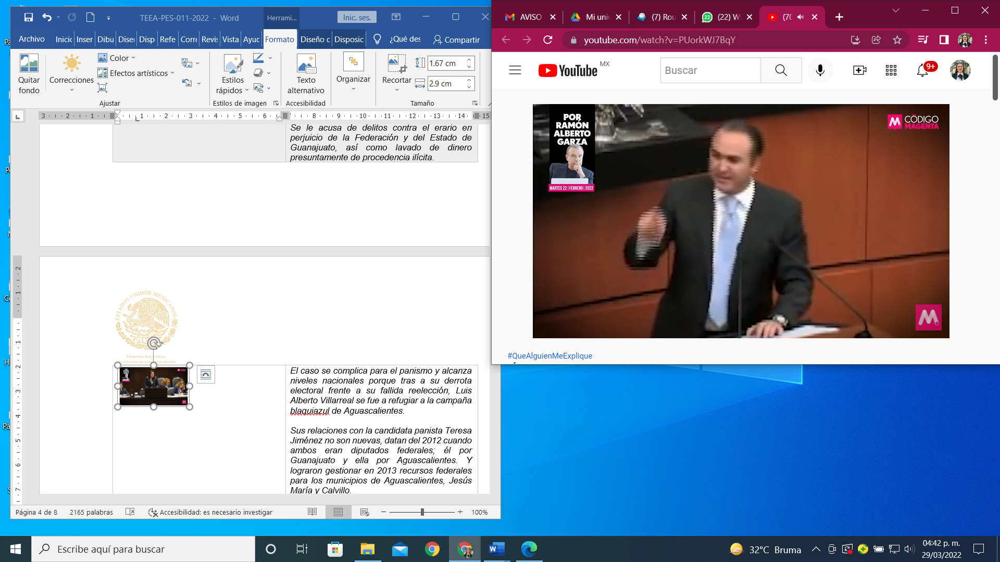 TEEA-PES-011-2022 - Word
Herrami...
Inic. ses.
Archivo
Inicio
Inser
Dibu
Disposic
Refe
Corre
Revis
Vista
Ayuc
Formato
Diseño c
¿Qué des
Compartir
Quitar fondo
Correcciones
Color
Efectos artísticos
Estilos rápidos
Texto alternativo
Organizar
Recortar
1.67 cm
2.9 cm
Ajustar
Estilos de imagen
Accesibilidad
Tamaño
Se le acusa de delitos contra el erario en
perjuicio de la Federación y del Estado de
Guanajuato, así como lavado de dinero
presuntamente de procedencia ilícita.
ESTADOS UNIDOS MEXICANOS
TRIBUNAL ELECTORAL
El caso se complica para el panismo y alcanza
niveles nacionales porque tras a su derrota
electoral frente a su fallida reelección, Luis
Alberto Villarreal se fue a refugiar a la campaña
blaquiazul de Aguascalientes.
Sus relaciones con la candidata panista Teresa
Jiménez no son nuevas, datan del 2012 cuando
ambos eran diputados federales; él por
Guanajuato y ella por Aguascalientes. Y
lograron gestionar en 2013 recursos federales
para los municipios de Aguascalientes, Jesús
María y Calvillo.
Página 4 de 8
2165 palabras
Accesibilidad: es necesario investigar
100%
AVISO
Mi unic
(7) Rou
(22) W
(70
youtube.com/watch?v=PUorkWJ7BqY
YouTube MX
Buscar
9+
POR
RAMÓN
ALBERTO
GARZA
MARTES 22 | FEBRERO | 2022
M CÓDIGO
MAGENTA
M
#QueAlguienMeExplique
Escribe aquí para buscar
32°C Bruma
04:42 p. m.
29/03/2022